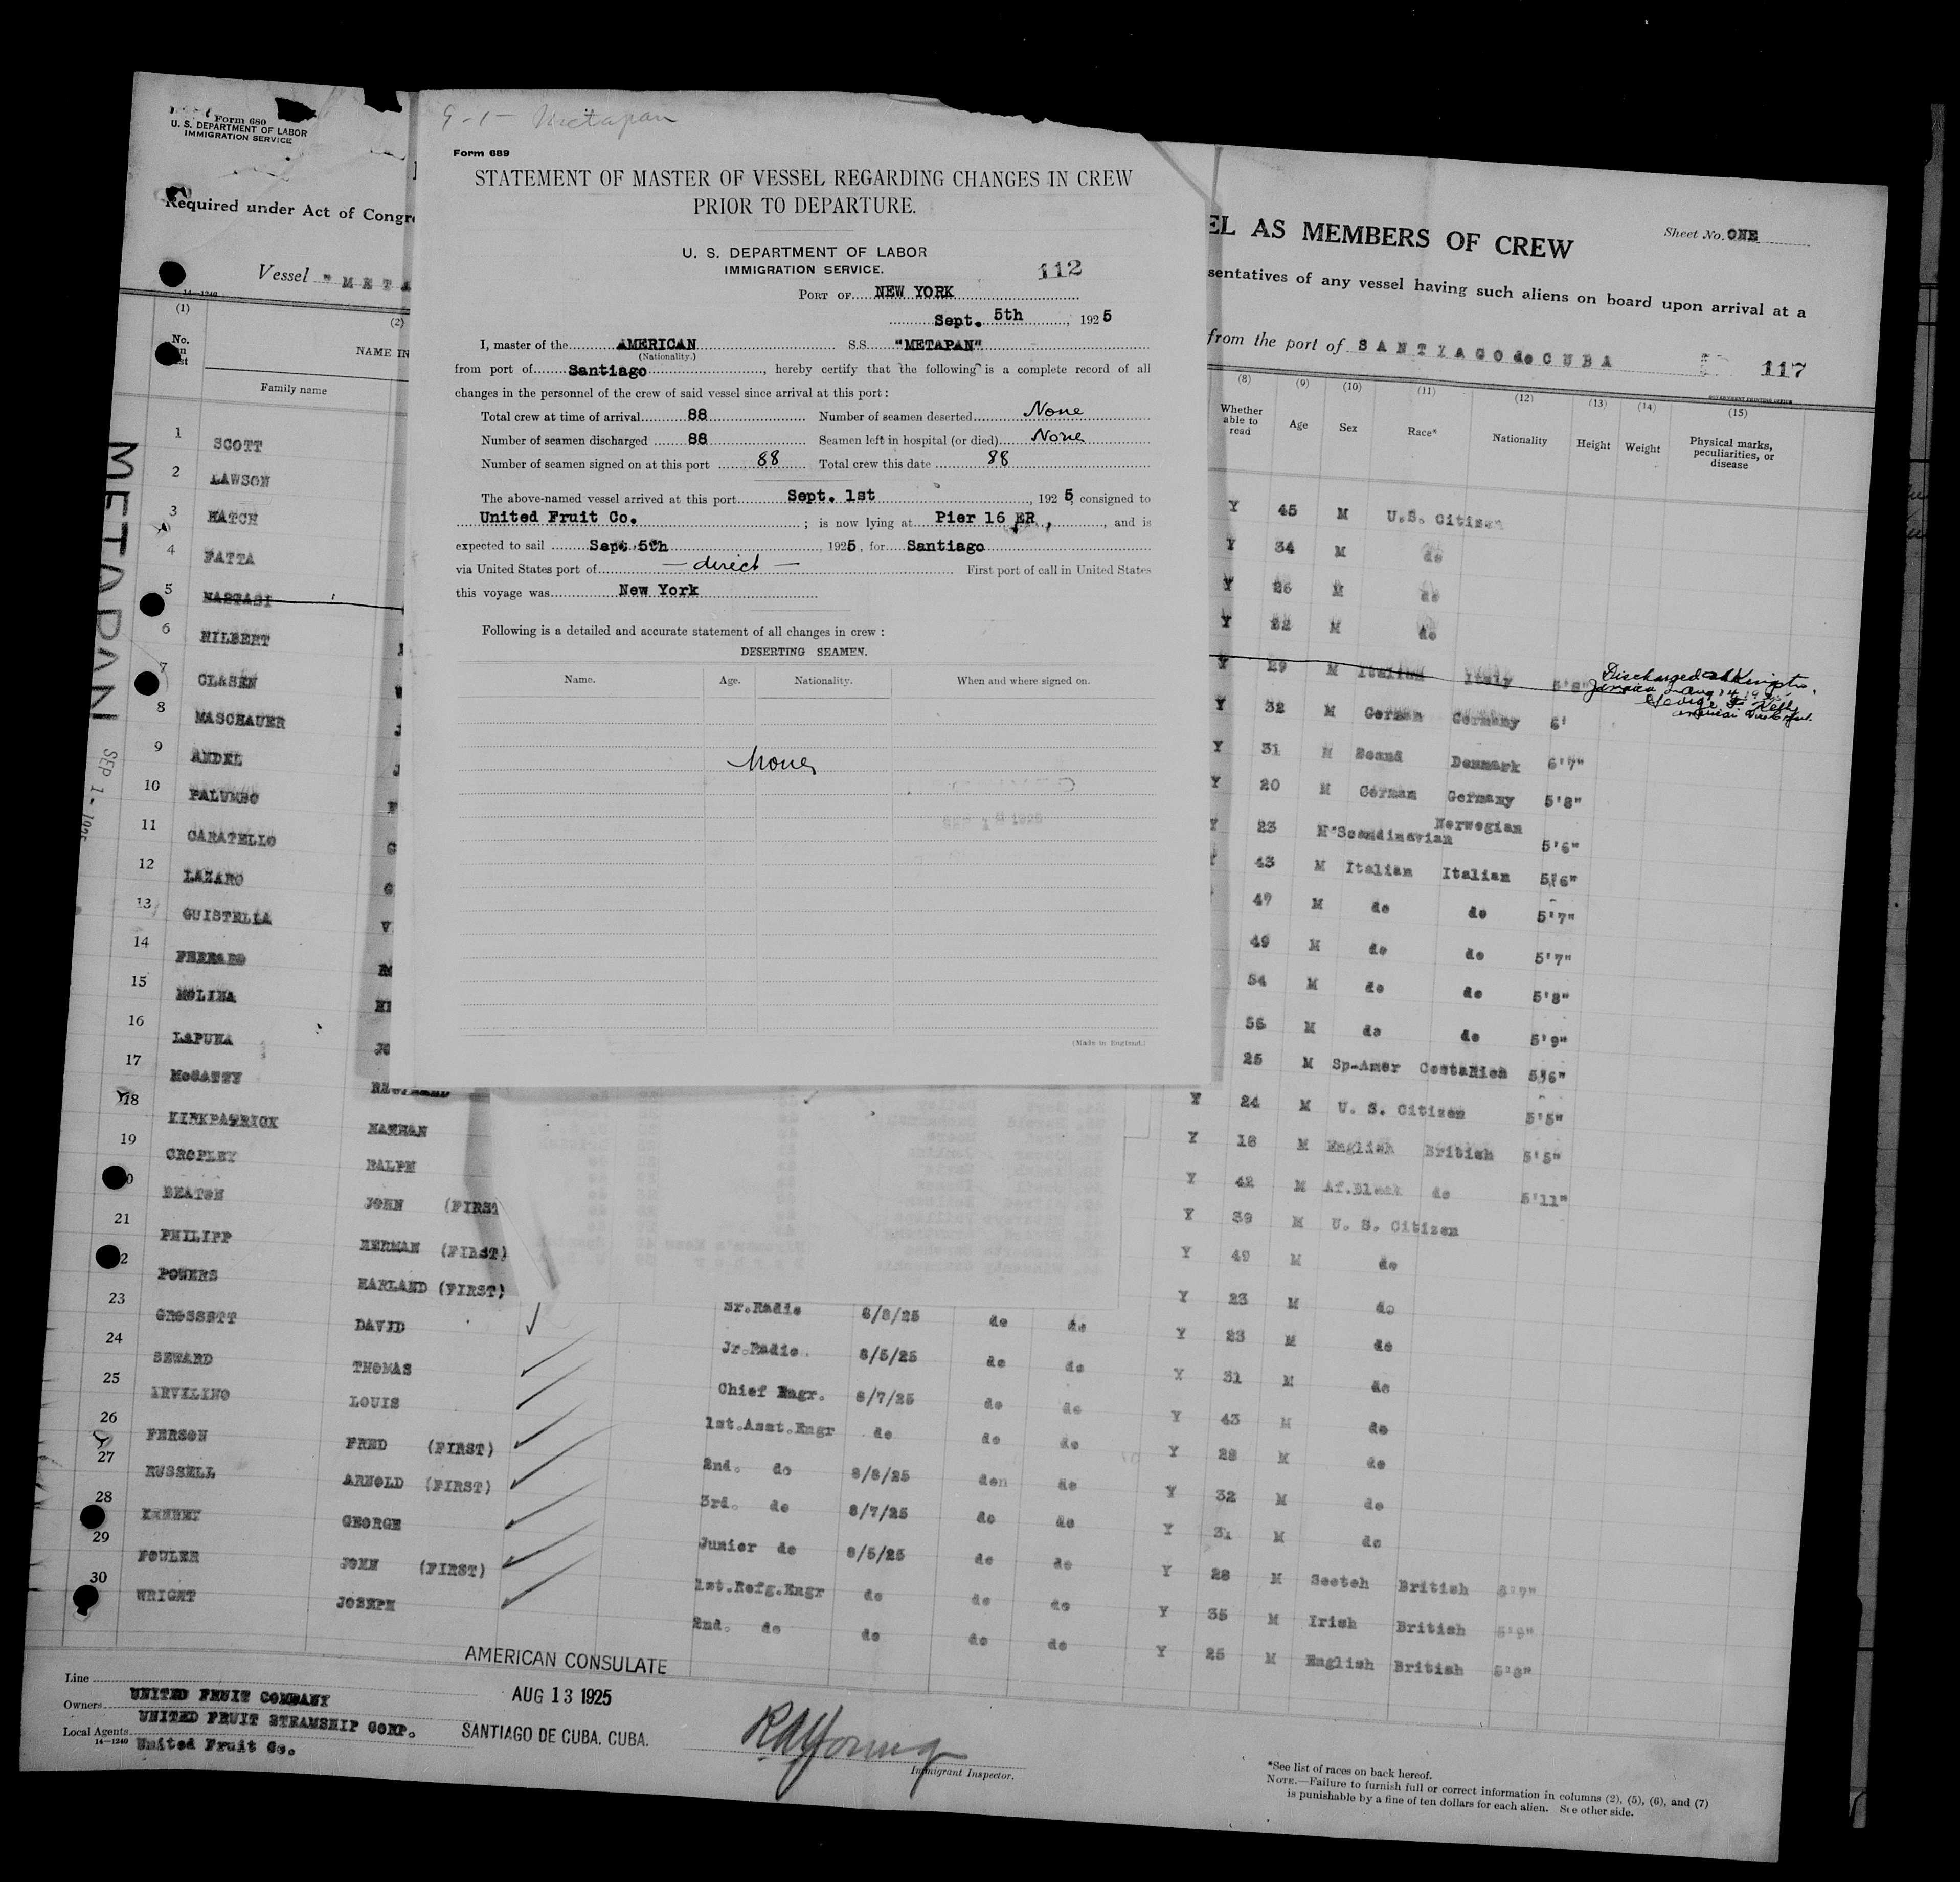 9-1- Metapan
Form 689
STATEMENT OF MASTER OF VESSEL REGARDING CHANGES IN CREW
PRIOR TO DEPARTURE.
U. S. DEPARTMENT OF LABOR
IMMIGRATION SERVICE.
112
PORT OF NEW YORK
Sept. 5th, 1925
I, master of the AMERICAN S.S. "METAPAN"
(Nationality.)
from port of Santiago, hereby certify that the following is a complete record of all
changes in the personnel of the crew of said vessel since arrival at this port:
Total crew at time of arrival 88 Number of seamen deserted None
Number of seamen discharged 88 Seamen left in hospital (or died) None
Number of seamen signed on at this port 88 Total crew this date 88
The above-named vessel arrived at this port Sept. 1st, 1925, consigned to
United Fruit Co. ; is now lying at Pier 16 ER, , and is
expected to sail Sept. 5th, 1925, for Santiago
via United States port of — direct — First port of call in United States
this voyage was New York
Following is a detailed and accurate statement of all changes in crew:
DESERTING SEAMEN.
Name. Age. Nationality. When and where signed on.
None
(Made in England.)
Form 680
U. S. DEPARTMENT OF LABOR
IMMIGRATION SERVICE
EL AS MEMBERS OF CREW
Sheet No. ONE
Required under Act of Congr
sentatives of any vessel having such aliens on board upon arrival at a
Vessel "META
from the port of SANTIAGO de CUBA
117
14—1240
(1) (2) (8) (9) (10) (11) (12) (13) (14) (15)
No. NAME IN
Family name
Whether able to read Age Sex Race* Nationality Height Weight Physical marks, peculiarities, or disease
METAPAN
SEP 1 - 1925
1 SCOTT Y 45 M U.S. Citizen
2 LAWSON Y 34 M do
3 HATCH Y 26 M do
4 FATTA Y M do
5 NASTASI Y 29 M Italian Italy 5'8"
Discharged at Kingston,
Jamaica Aug 14
George
American Vice Consul.
6 HILBERT Y 32 M German Germany 6'
7 CLASEN Y 31 M Scand Denmark 6'7"
8 MASCHAUER Y 20 M German Germany 5'8"
9 ANDEL Y 23 M Scandinavian Norwegian 5'6"
10 PALUMBO 43 M Italian Italian 5'6"
11 CARATELLO 47 M do do 5'7"
12 LAZARO 49 M do do 5'7"
13 GUISTELLA 54 M do do 5'8"
14 FERRARO 55 M do do 5'9"
15 MOLINA 25 M Sp-Amer CostaRica 5'6"
16 LAPUNA Y 24 M U. S. Citizen 5'5"
17 McGATTY Y 18 M English British 5'5"
18 KIRKPATRICK NATHAN Y 42 M Af.Black do 5'11"
19 CROPLEY RALPH Y 39 M U. S. Citizen
BEATON JOHN (FIRST Y 49 M do
21 PHILIPP HERMAN (FIRST) Y 23 M do
2 POWERS HARLAND (FIRST) Sr.Radio 8/8/25 do do Y 23 M do
23 GROSSETT DAVID Jr.Radio 8/5/25 do do Y 31 M do
24 SEWARD THOMAS Chief Engr. 8/7/25 do do Y 43 M do
25 ARVELINO LOUIS 1st.Asst.Engr do do do Y 28 M do
26 FERSON FRED (FIRST) 2nd. do 8/8/25 do do Y 32 M do
27 RUSSELL ARNOLD (FIRST) 3rd. do 8/7/25 do do Y 31 M do
28 KENNEY GEORGE Junior do 8/5/25 do do Y 28 M Scotch British 5'7"
29 FOWLER JOHN (FIRST) 1st.Refg.Engr do do do Y 35 M Irish British 5'9"
30 WRIGHT JOSEPH 2nd. do do do do Y 25 M English British 5'8"
Line UNITED FRUIT COMPANY
Owners UNITED FRUIT STEAMSHIP CORP.
Local Agents United Fruit Co.
14—1240
AMERICAN CONSULATE
AUG 13 1925
SANTIAGO DE CUBA. CUBA.
Immigrant Inspector.
*See list of races on back hereof.
NOTE.—Failure to furnish full or correct information in columns (2), (5), (6), and (7)
is punishable by a fine of ten dollars for each alien. See other side.